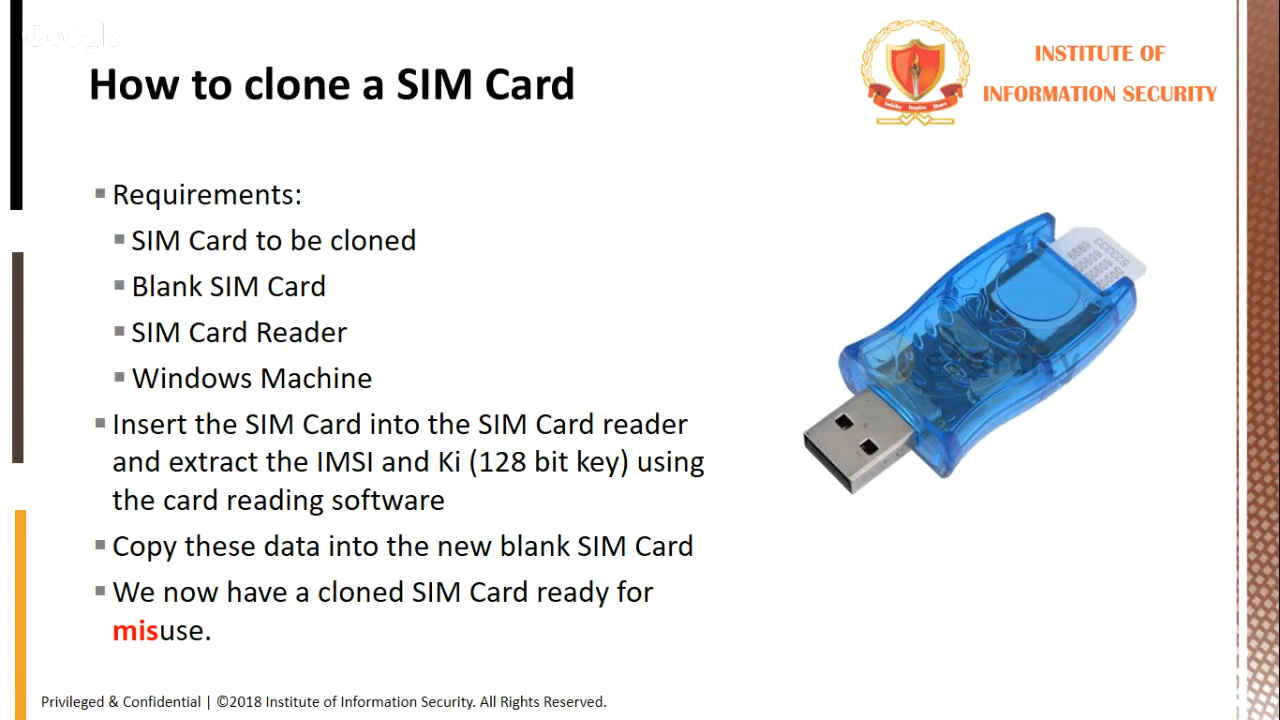 Google
How to clone a SIM Card
INSTITUTE OF
INFORMATION SECURITY
Requirements:
SIM Card to be cloned
Blank SIM Card
SIM Card Reader
Windows Machine
Insert the SIM Card into the SIM Card reader
and extract the IMSI and Ki (128 bit key) using
the card reading software
Copy these data into the new blank SIM Card
We now have a cloned SIM Card ready for
misuse.
Privileged & Confidential | ©2018 Institute of Information Security. All Rights Reserved.